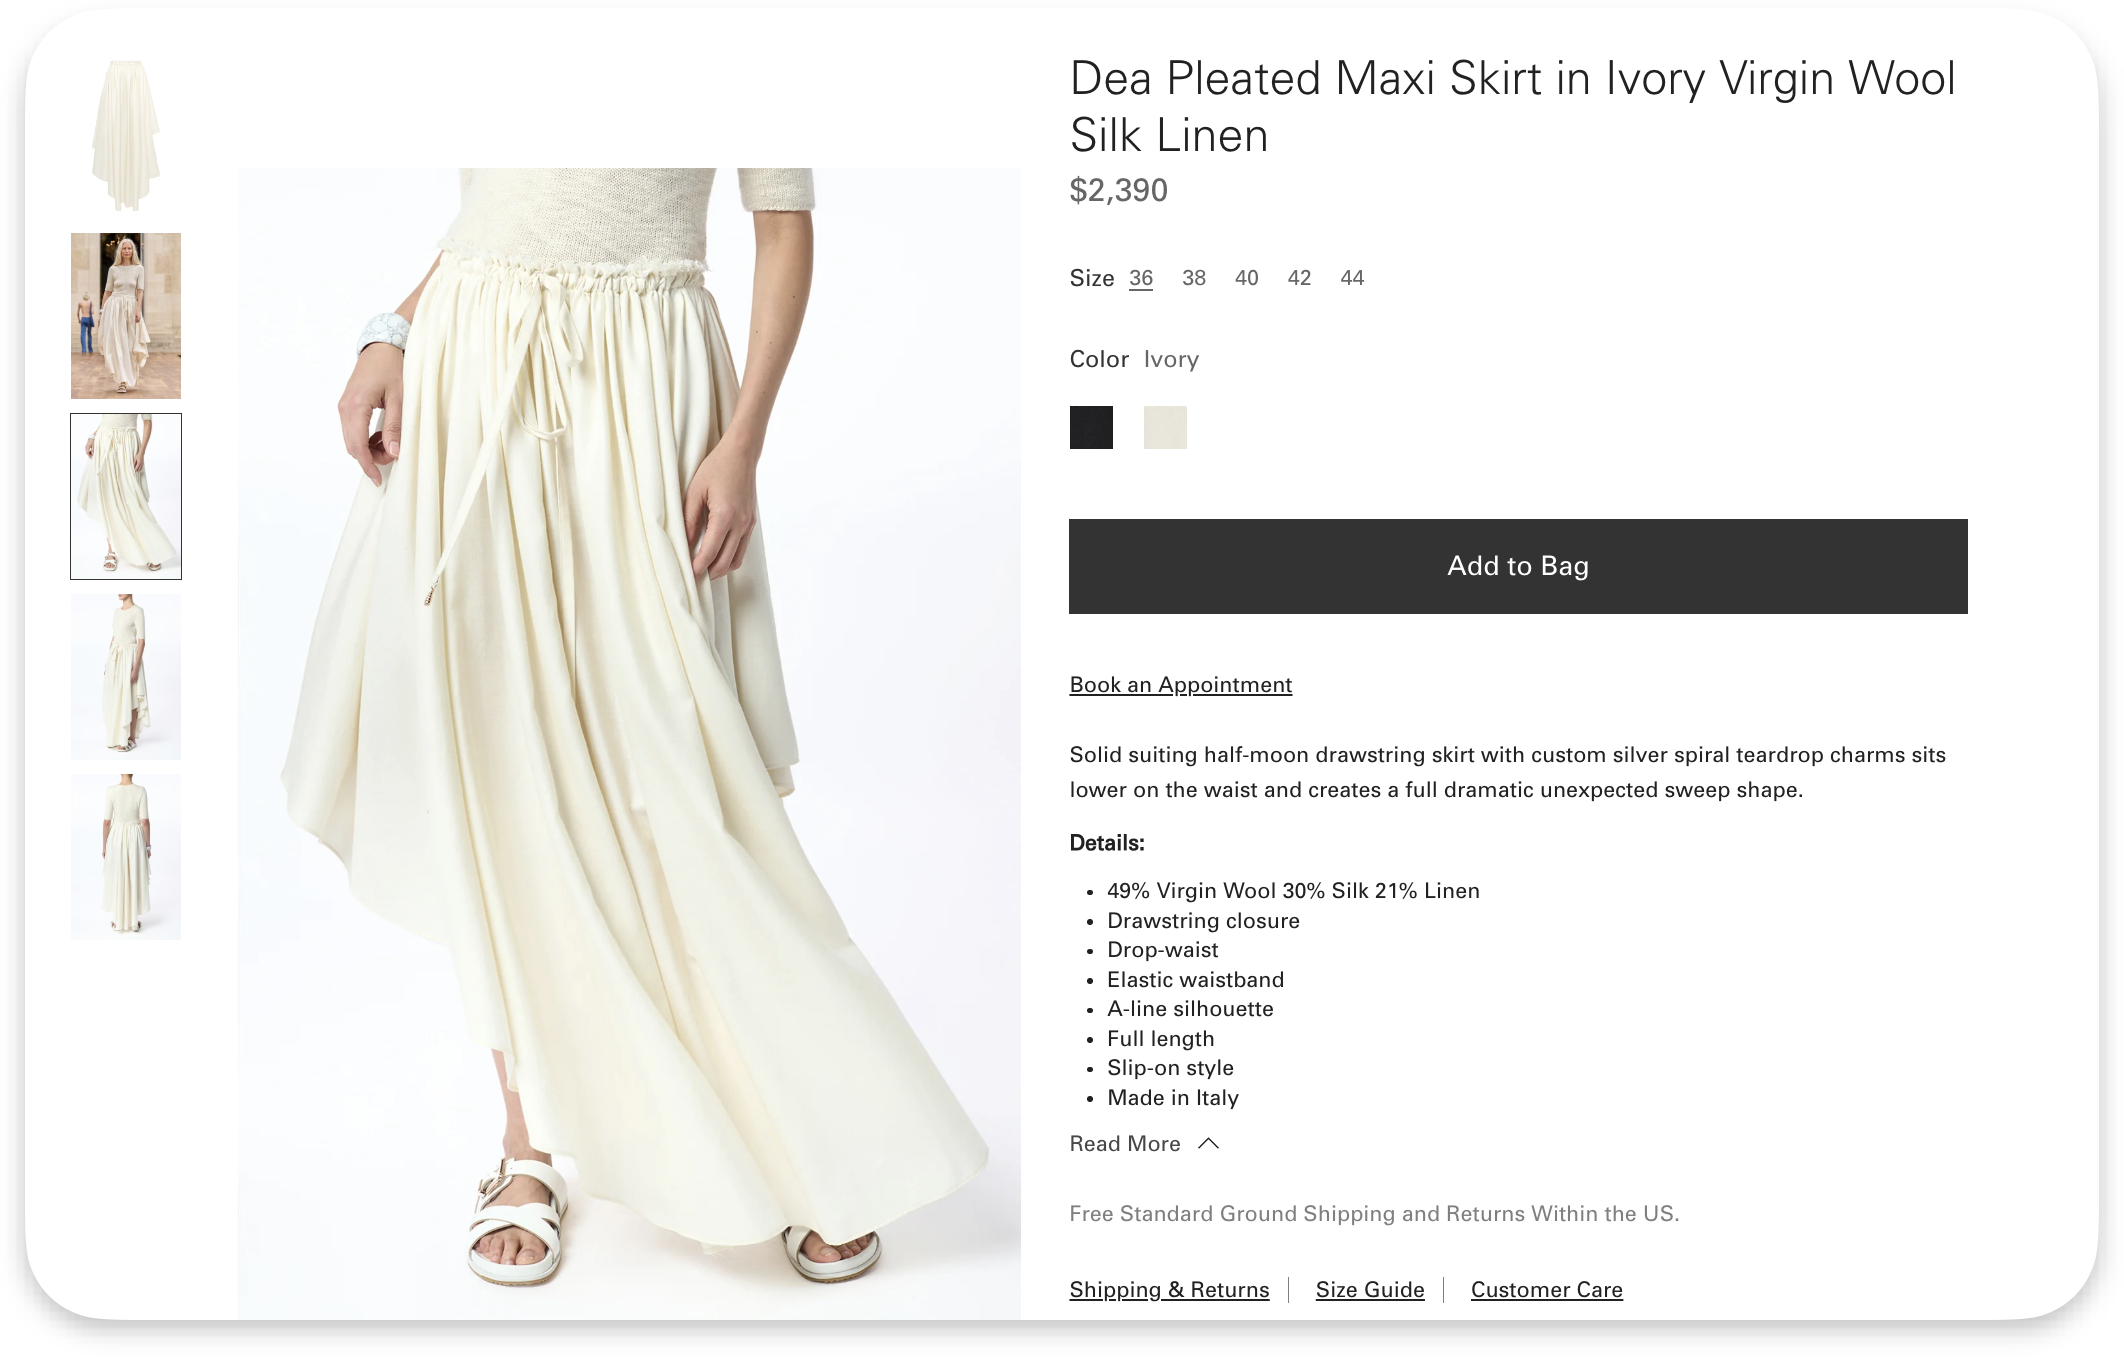 Dea Pleated Maxi Skirt in Ivory Virgin Wool
Silk Linen
$2,390
Size 36 38 40 42 44
Color Ivory
Add to Bag
Book an Appointment
Solid suiting half-moon drawstring skirt with custom silver spiral teardrop charms sits
lower on the waist and creates a full dramatic unexpected sweep shape.
Details:
• 49% Virgin Wool 30% Silk 21% Linen
• Drawstring closure
• Drop-waist
• Elastic waistband
• A-line silhouette
• Full length
• Slip-on style
• Made in Italy
Read More
Free Standard Ground Shipping and Returns Within the US.
Shipping & Returns | Size Guide | Customer Care